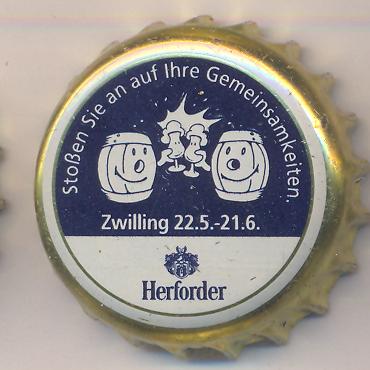 Stoßen Sie an auf Ihre Gemeinsamkeiten.
Zwilling 22.5.-21.6.
Herforder